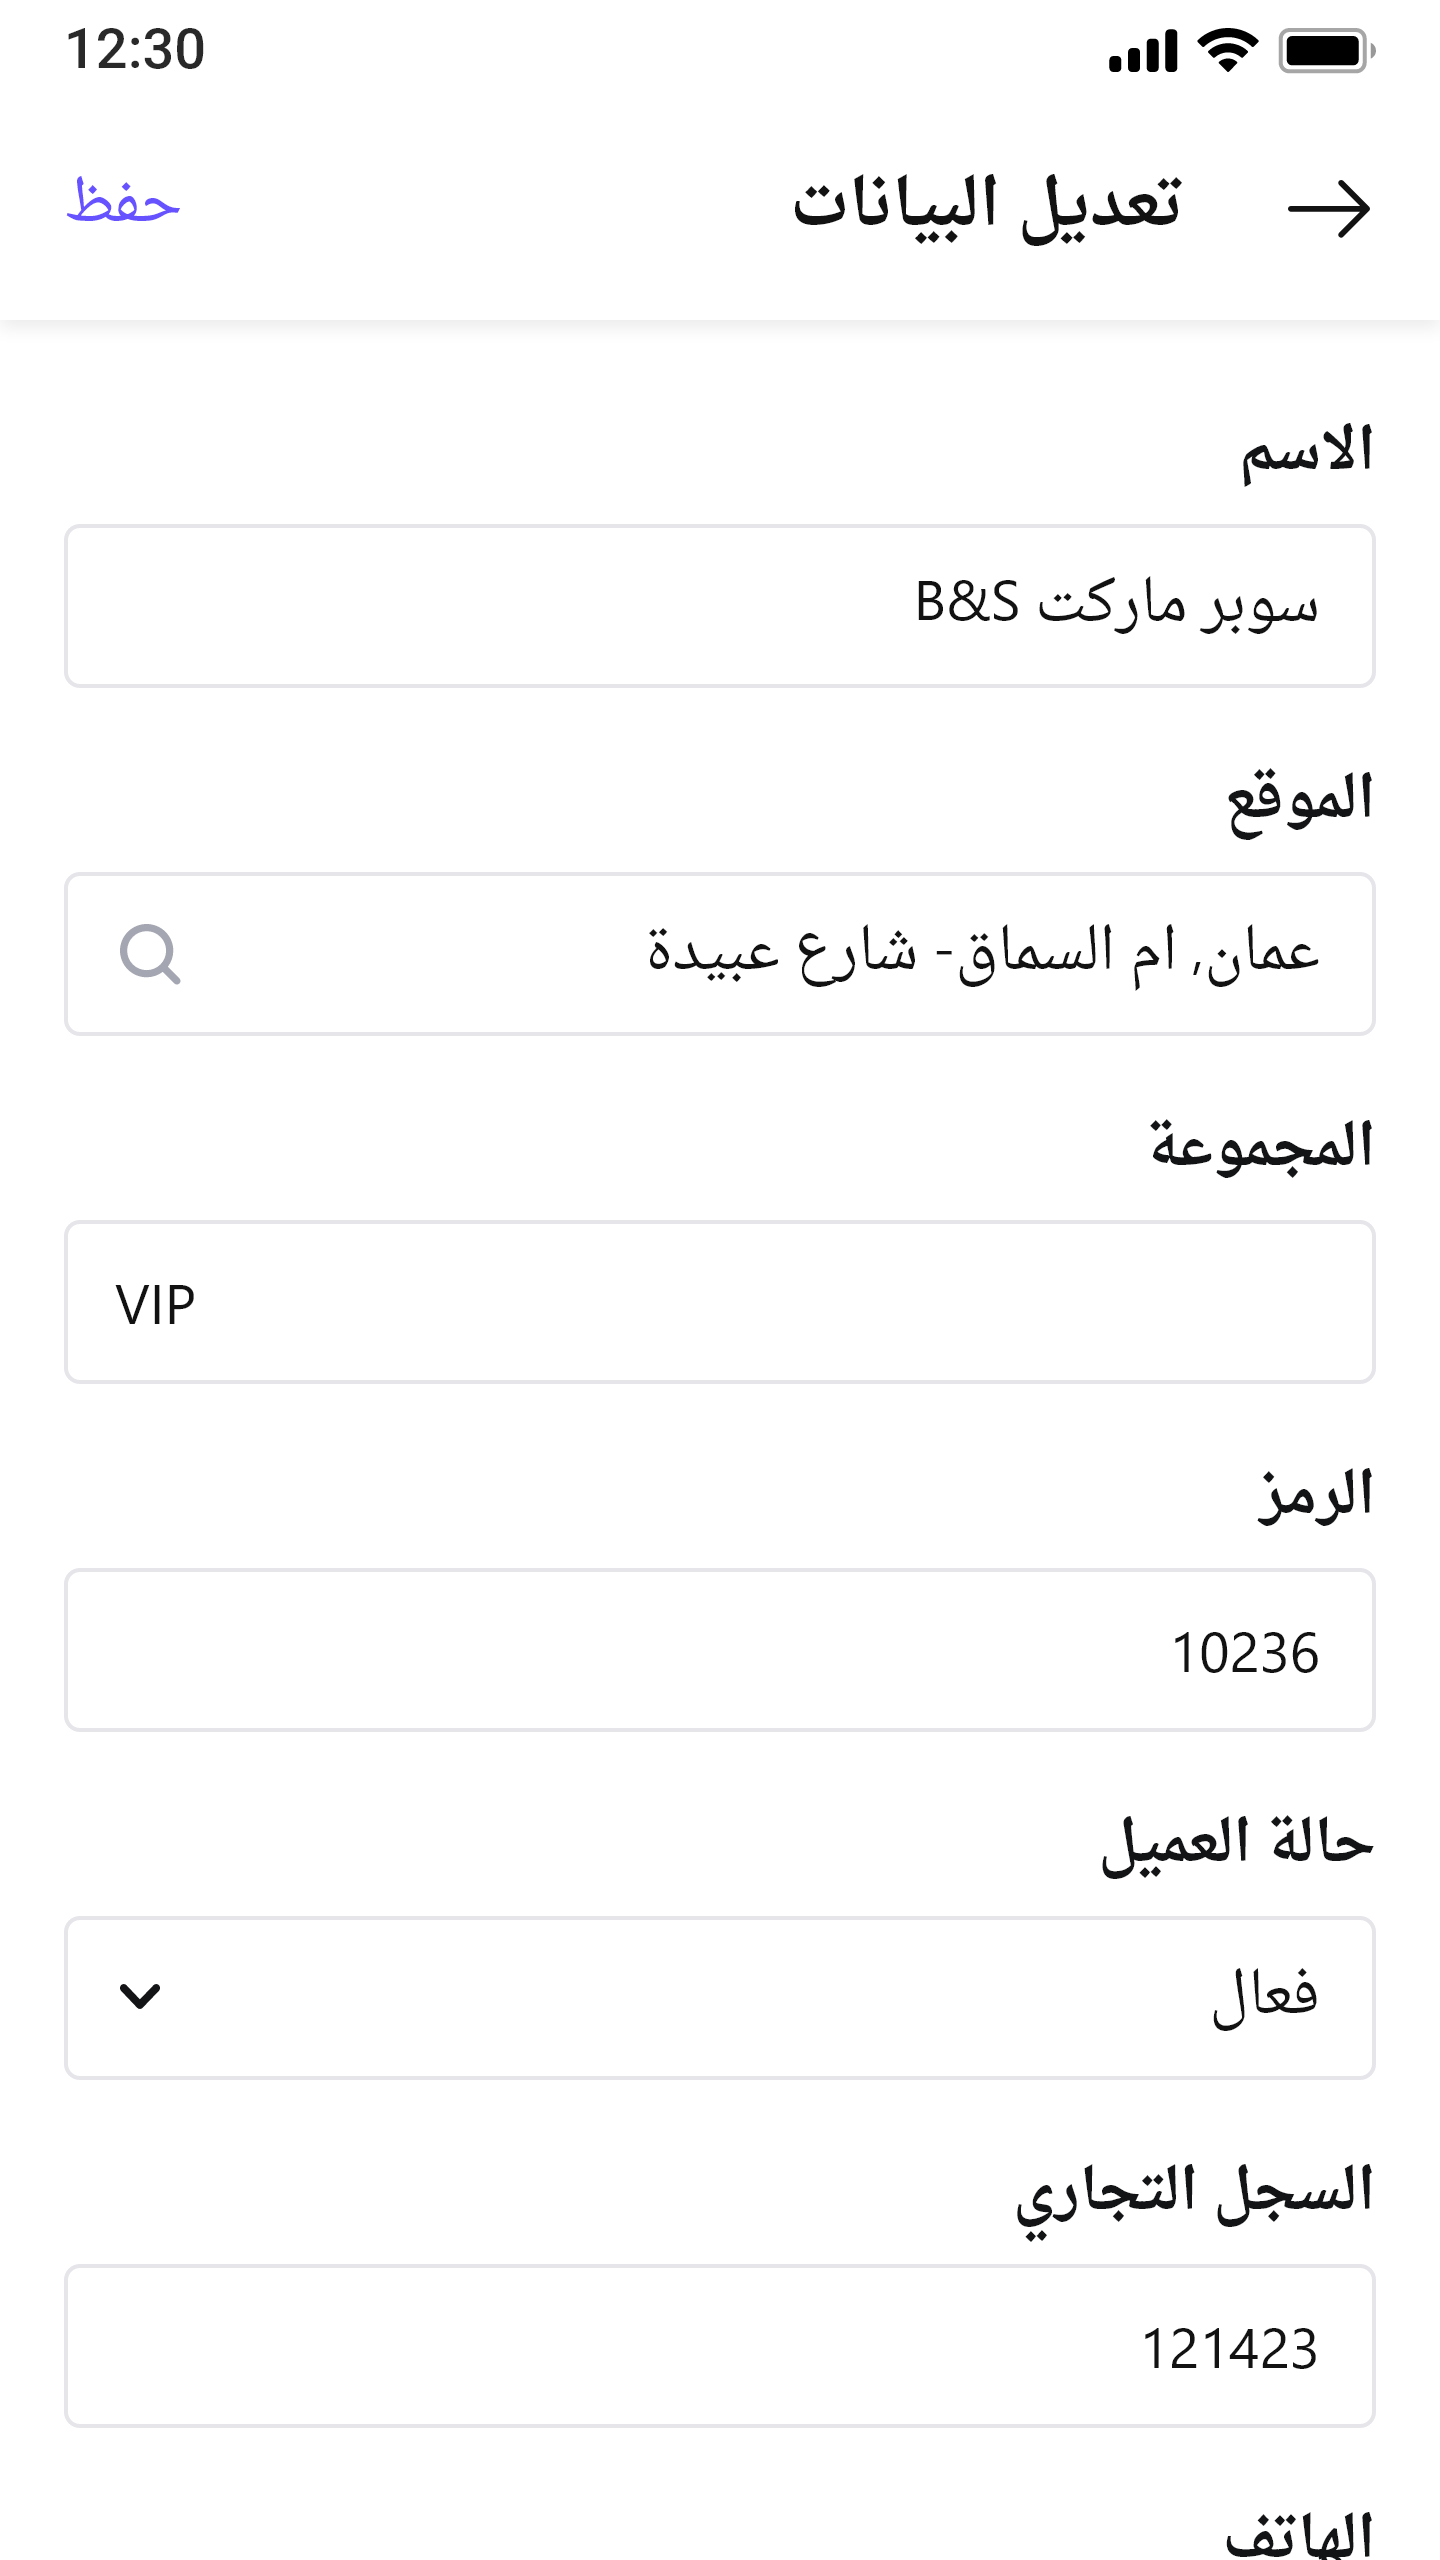 12:30
تعديل البيانات
حفظ
الاسم
سوبر ماركت B&S
الموقع
عمان, ام السماق- شارع عبيدة
المجموعة
VIP
الرمز
10236
حالة العميل
فعال
السجل التجاري
121423
الهاتف